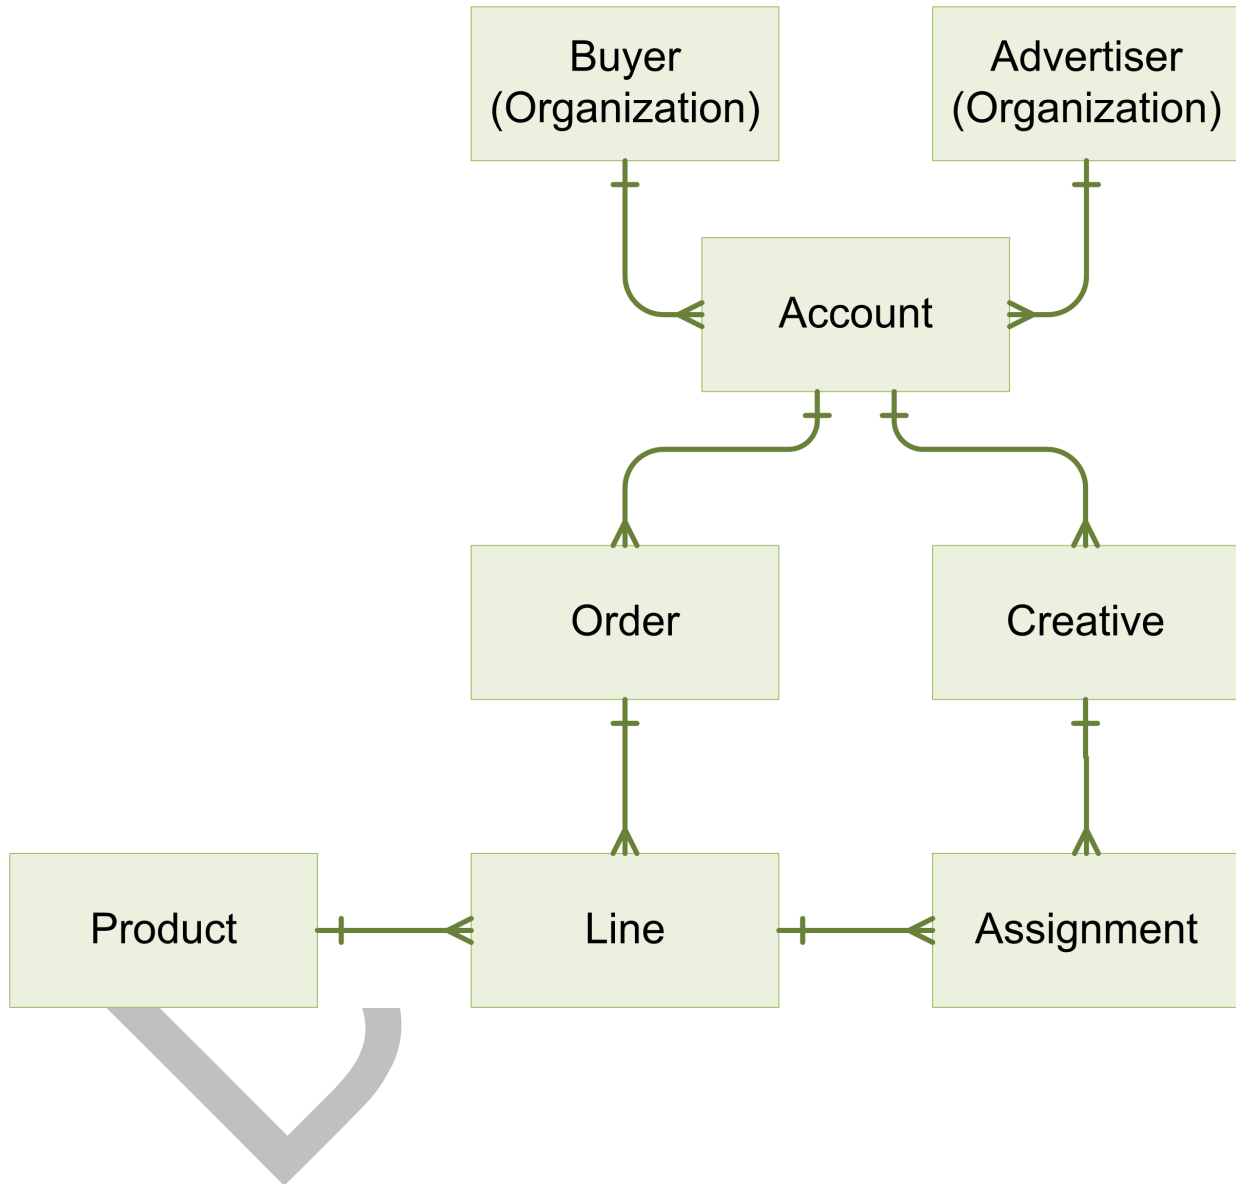 Buyer
(Organization)
Advertiser
(Organization)
Account
Order
Creative
Product
Line
Assignment